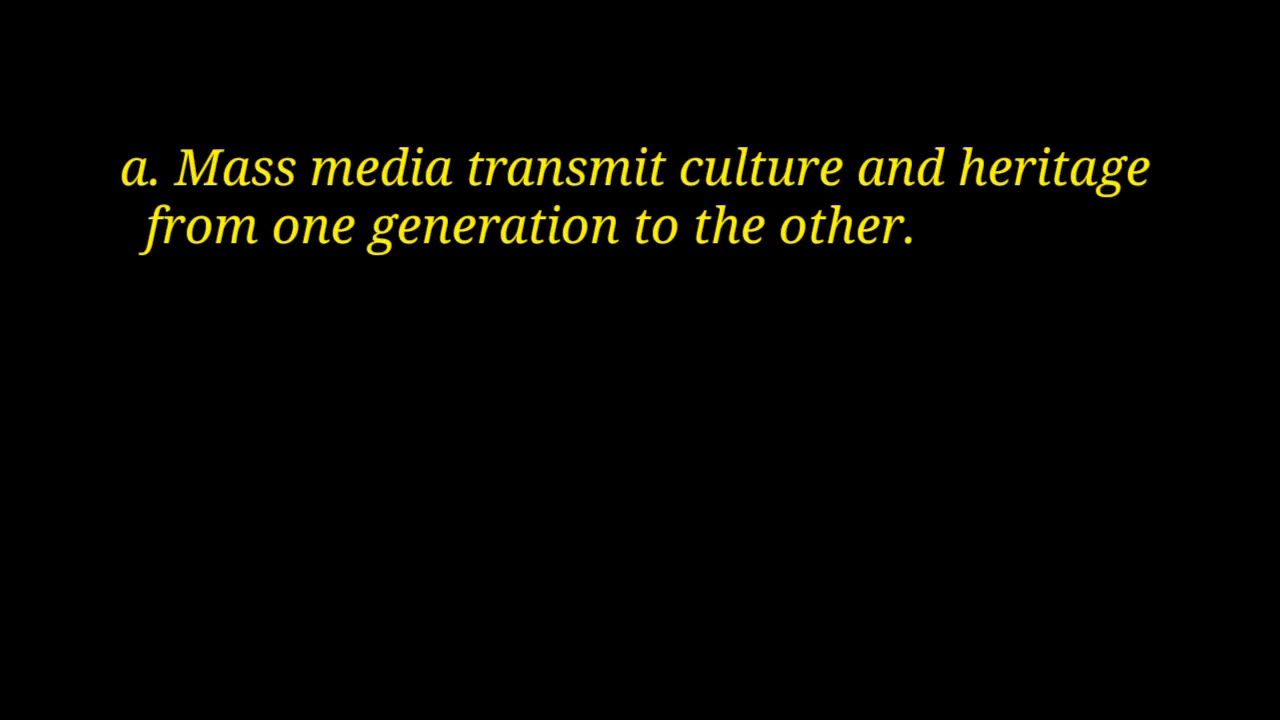 a. Mass media transmit culture and heritage
from one generation to the other.